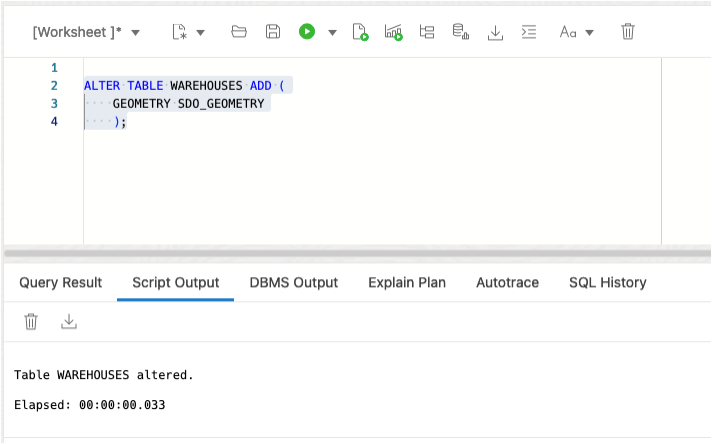 [Worksheet ]*
Aa
1
2 ALTER TABLE WAREHOUSES ADD (
3 GEOMETRY SDO_GEOMETRY
4 );
Query Result Script Output DBMS Output Explain Plan Autotrace SQL History
Table WAREHOUSES altered.
Elapsed: 00:00:00.033